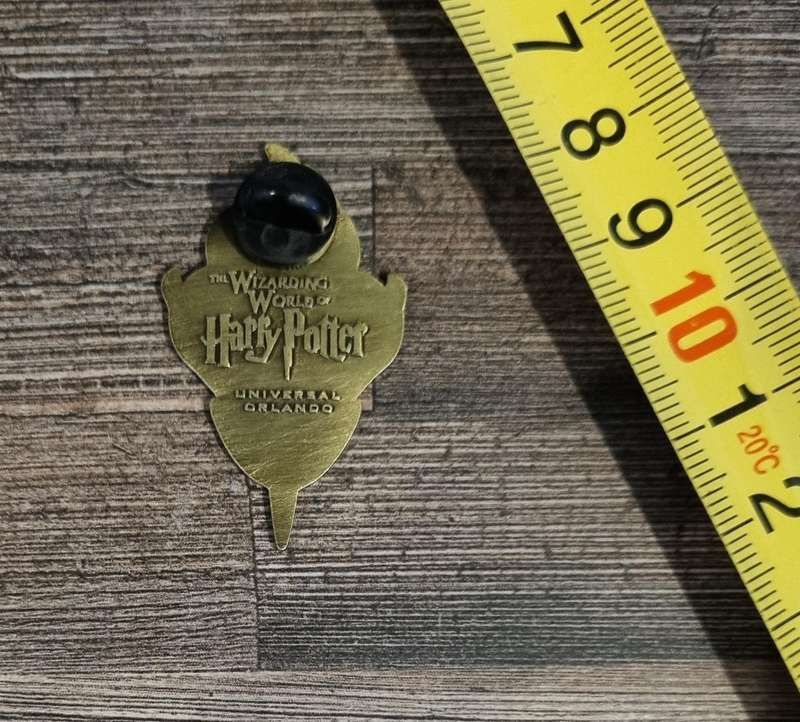 THE WIZARDING
WORLD OF
Harry Potter
UNIVERSAL
ORLANDO
7
8
9
10
1
20°C
2